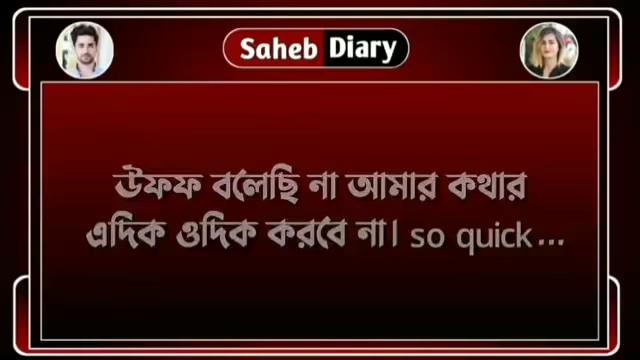 Saheb Diary
উফফ বলেছি না আমার কথার
এদিক ওদিক করবে না। so quick...